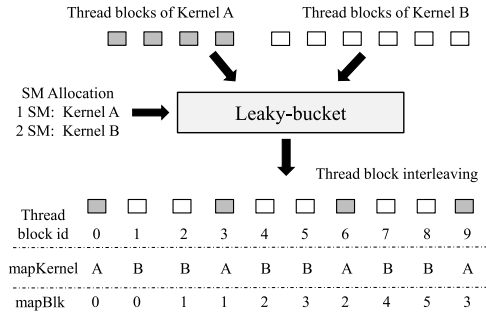 Thread blocks of Kernel A Thread blocks of Kernel B
SM Allocation
1 SM: Kernel A
2 SM: Kernel B
Leaky-bucket
Thread block interleaving
Thread
block id 0 1 2 3 4 5 6 7 8 9
mapKernel A B B A B B A B B A
mapBlk 0 0 1 1 2 3 2 4 5 3